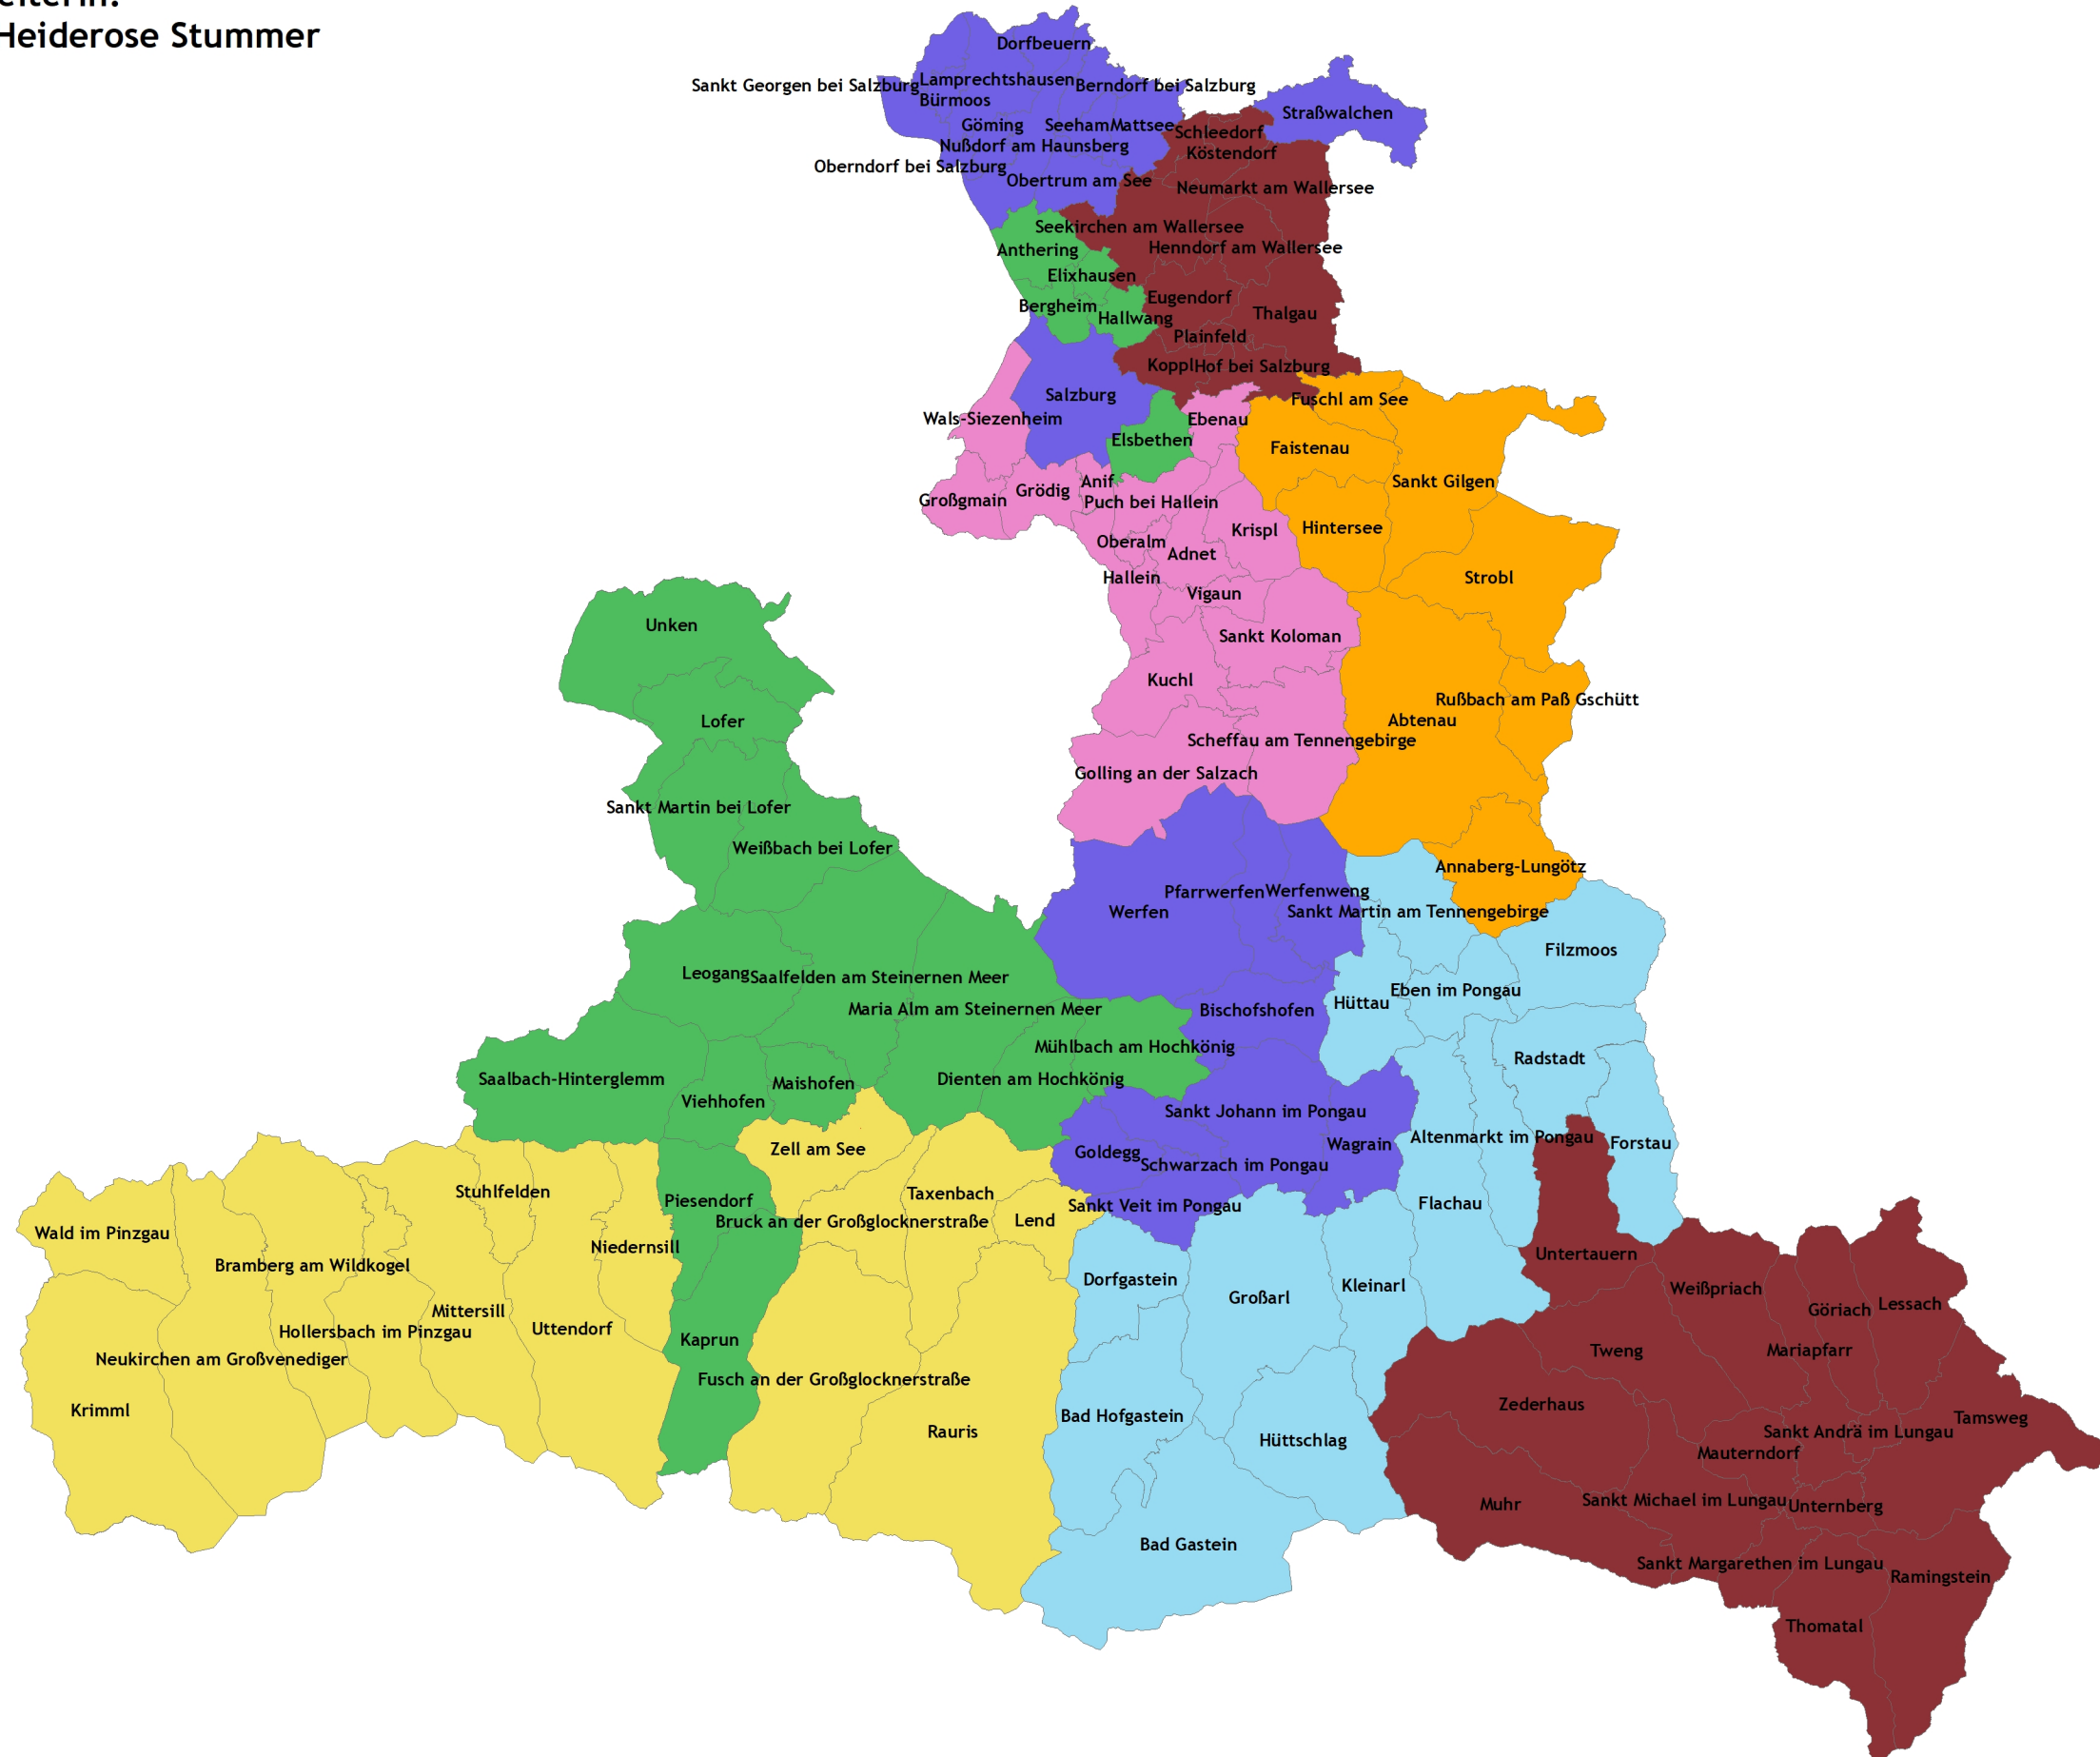 eiterin:
Heiderose Stummer
Dorfbeuern
Sankt Georgen bei Salzburg
Lamprechtshausen
Berndorf bei Salzburg
Bürmoos
Straßwalchen
Göming
Seeham
Mattsee
Schleedorf
Nußdorf am Haunsberg
Köstendorf
Oberndorf bei Salzburg
Obertrum am See
Neumarkt am Wallersee
Seekirchen am Wallersee
Anthering
Henndorf am Wallersee
Elixhausen
Eugendorf
Bergheim
Hallwang
Thalgau
Plainfeld
Koppl
Hof bei Salzburg
Salzburg
Fuschl am See
Wals-Siezenheim
Ebenau
Elsbethen
Faistenau
Anif
Sankt Gilgen
Grödig
Großgmain
Puch bei Hallein
Krispl
Hintersee
Oberalm
Adnet
Hallein
Strobl
Vigaun
Unken
Sankt Koloman
Kuchl
Rußbach am Paß Gschütt
Lofer
Abtenau
Scheffau am Tennengebirge
Golling an der Salzach
Sankt Martin bei Lofer
Weißbach bei Lofer
Annaberg-Lungötz
Pfarrwerfen
Werfenweng
Werfen
Sankt Martin am Tennengebirge
Filzmoos
Leogang
Saalfelden am Steinernen Meer
Eben im Pongau
Hüttau
Maria Alm am Steinernen Meer
Bischofshofen
Mühlbach am Hochkönig
Radstadt
Saalbach-Hinterglemm
Maishofen
Dienten am Hochkönig
Viehhofen
Sankt Johann im Pongau
Altenmarkt im Pongau
Forstau
Zell am See
Goldegg
Wagrain
Schwarzach im Pongau
Stuhlfelden
Taxenbach
Piesendorf
Flachau
Sankt Veit im Pongau
Bruck an der Großglocknerstraße
Lend
Wald im Pinzgau
Niedernsill
Untertauern
Bramberg am Wildkogel
Dorfgastein
Kleinarl
Weißpriach
Großarl
Lessach
Göriach
Mittersill
Uttendorf
Hollersbach im Pinzgau
Kaprun
Tweng
Mariapfarr
Neukirchen am Großvenediger
Fusch an der Großglocknerstraße
Zederhaus
Krimml
Bad Hofgastein
Tamsweg
Rauris
Sankt Andrä im Lungau
Hüttschlag
Mauterndorf
Sankt Michael im Lungau
Muhr
Unternberg
Bad Gastein
Sankt Margarethen im Lungau
Ramingstein
Thomatal